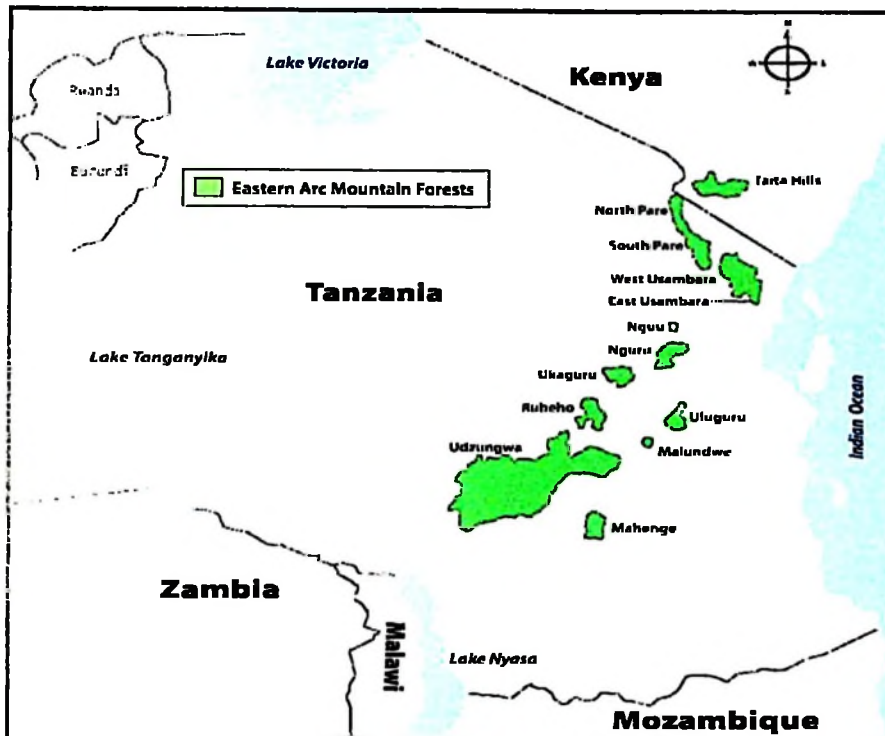 Lake Victoria
Kenya
Rwanda
Burundi
Eastern Arc Mountain Forests
Taita Hills
North Pare
South Pare
West Usambara
East Usambara
Tanzania
Nguu
Nguru
Lake Tanganyika
Ukaguru
Rubeho
Uluguru
Malundwe
Udzungwa
Indian Ocean
Mahenge
Zambia
Malawi
Lake Nyasa
Mozambique